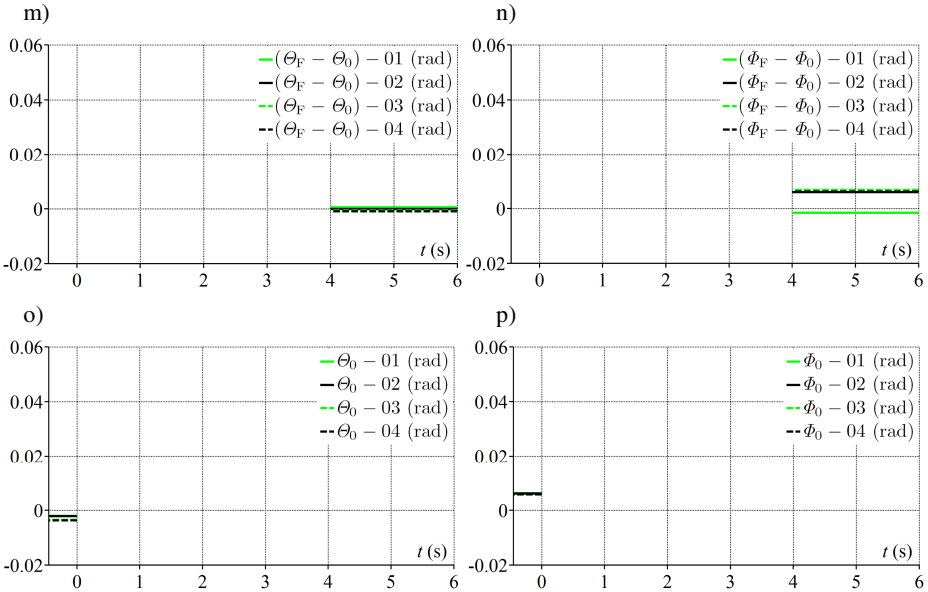 m)
0.06
0.04
0.02
0
-0.02
(Θ_F − Θ_0) − 01 (rad)
(Θ_F − Θ_0) − 02 (rad)
(Θ_F − Θ_0) − 03 (rad)
(Θ_F − Θ_0) − 04 (rad)
t (s)
0 1 2 3 4 5 6
n)
0.06
0.04
0.02
0
-0.02
(Φ_F − Φ_0) − 01 (rad)
(Φ_F − Φ_0) − 02 (rad)
(Φ_F − Φ_0) − 03 (rad)
(Φ_F − Φ_0) − 04 (rad)
t (s)
0 1 2 3 4 5 6
o)
0.06
0.04
0.02
0
-0.02
Θ_0 − 01 (rad)
Θ_0 − 02 (rad)
Θ_0 − 03 (rad)
Θ_0 − 04 (rad)
t (s)
0 1 2 3 4 5 6
p)
0.06
0.04
0.02
0
-0.02
Φ_0 − 01 (rad)
Φ_0 − 02 (rad)
Φ_0 − 03 (rad)
Φ_0 − 04 (rad)
t (s)
0 1 2 3 4 5 6